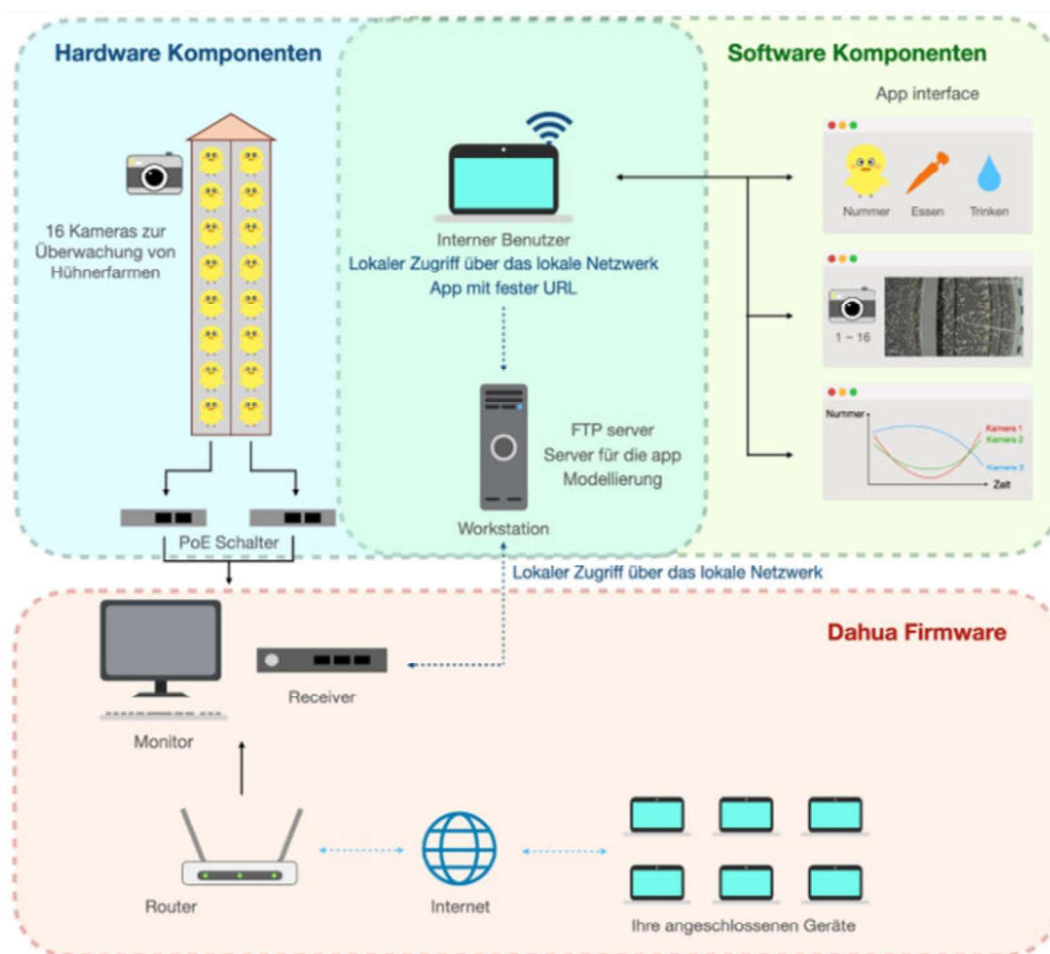 Hardware Komponenten
Software Komponenten
16 Kameras zur
Überwachung von
Hühnerfarmen
PoE Schalter
Interner Benutzer
Lokaler Zugriff über das lokale Netzwerk
App mit fester URL
FTP server
Server für die app
Modellierung
Workstation
App interface
Nummer
Essen
Trinken
1 ~ 16
Nummer
Kamera 1
Kamera 2
Kamera 3
Zeit
Lokaler Zugriff über das lokale Netzwerk
Dahua Firmware
Receiver
Monitor
Router
Internet
Ihre angeschlossenen Geräte